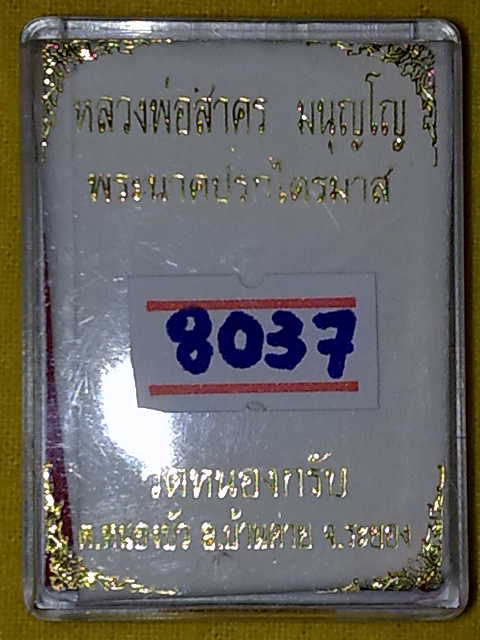 หลวงพ่อสาคร มนุญฺโญ
พระนาคปรกไตรมาส
8037
วัดหนองกรับ
ต.หนองบัว อ.บ้านค่าย จ.ระยอง